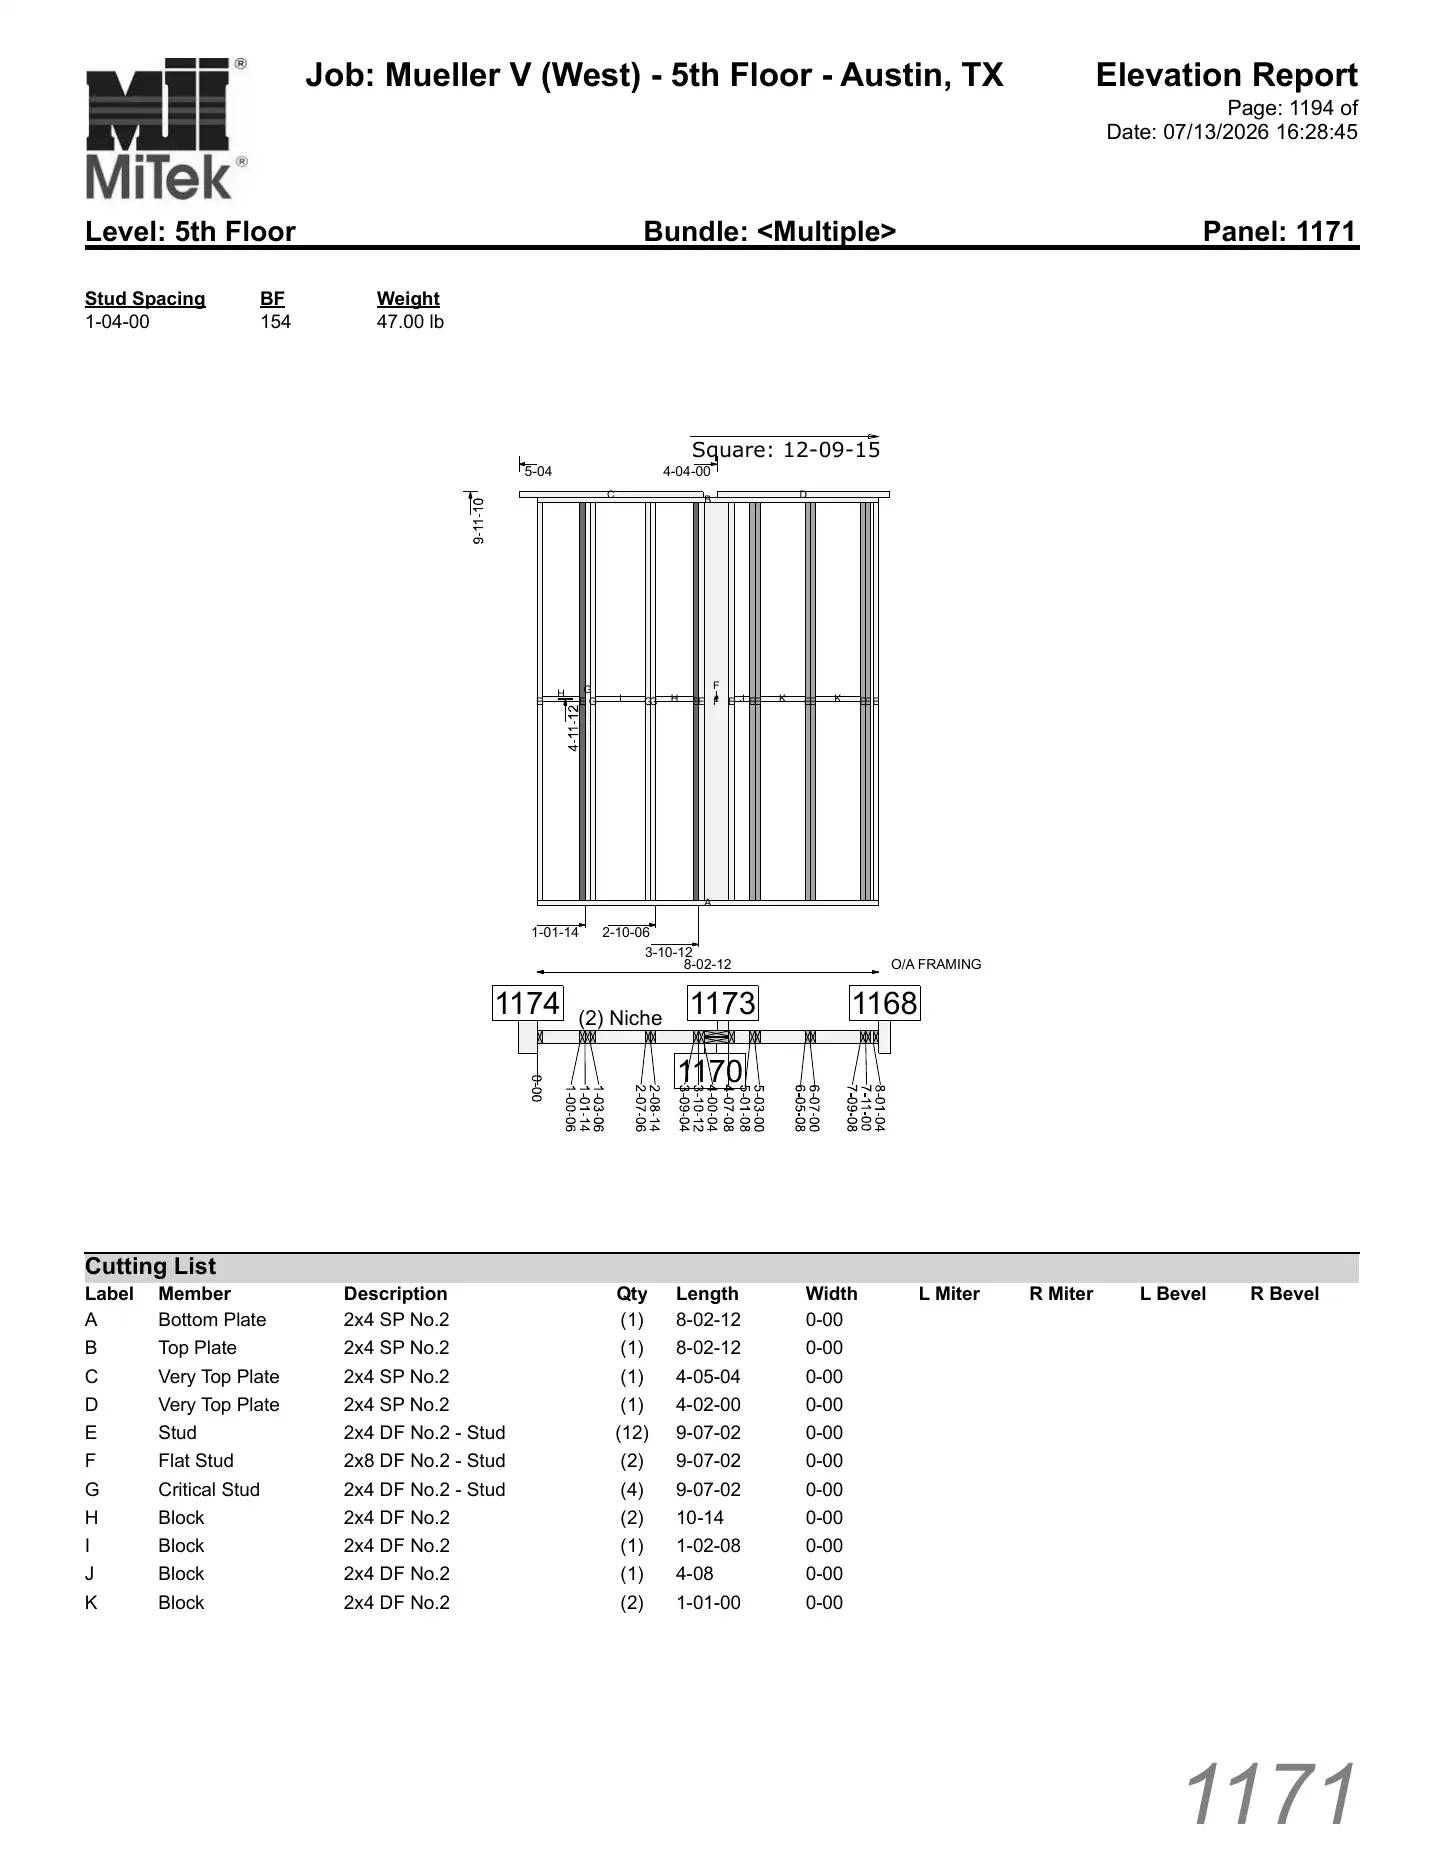 MiTek®
Job: Mueller V (West) - 5th Floor - Austin, TX
Elevation Report
Page: 1194 of
Date: 07/13/2026 16:28:45
Level: 5th Floor Bundle: <Multiple> Panel: 1171
Stud Spacing BF Weight
1-04-00 154 47.00 lb
Square: 12-09-15
5-04 4-04-00
C B D
9-11-10
H G I H F J K K
4-11-12
A
1-01-14 2-10-06
3-10-12
8-02-12 O/A FRAMING
1174 1173 1168
(2) Niche
1170
0-00 1-00-06 1-01-14 1-03-06 2-07-06 2-08-14 3-09-04 3-10-12 4-00-04 4-07-08 5-01-08 5-03-00 6-05-08 6-07-00 7-09-08 7-11-00 8-01-04
Cutting List
Label Member Description Qty Length Width L Miter R Miter L Bevel R Bevel
A Bottom Plate 2x4 SP No.2 (1) 8-02-12 0-00
B Top Plate 2x4 SP No.2 (1) 8-02-12 0-00
C Very Top Plate 2x4 SP No.2 (1) 4-05-04 0-00
D Very Top Plate 2x4 SP No.2 (1) 4-02-00 0-00
E Stud 2x4 DF No.2 - Stud (12) 9-07-02 0-00
F Flat Stud 2x8 DF No.2 - Stud (2) 9-07-02 0-00
G Critical Stud 2x4 DF No.2 - Stud (4) 9-07-02 0-00
H Block 2x4 DF No.2 (2) 10-14 0-00
I Block 2x4 DF No.2 (1) 1-02-08 0-00
J Block 2x4 DF No.2 (1) 4-08 0-00
K Block 2x4 DF No.2 (2) 1-01-00 0-00
1171